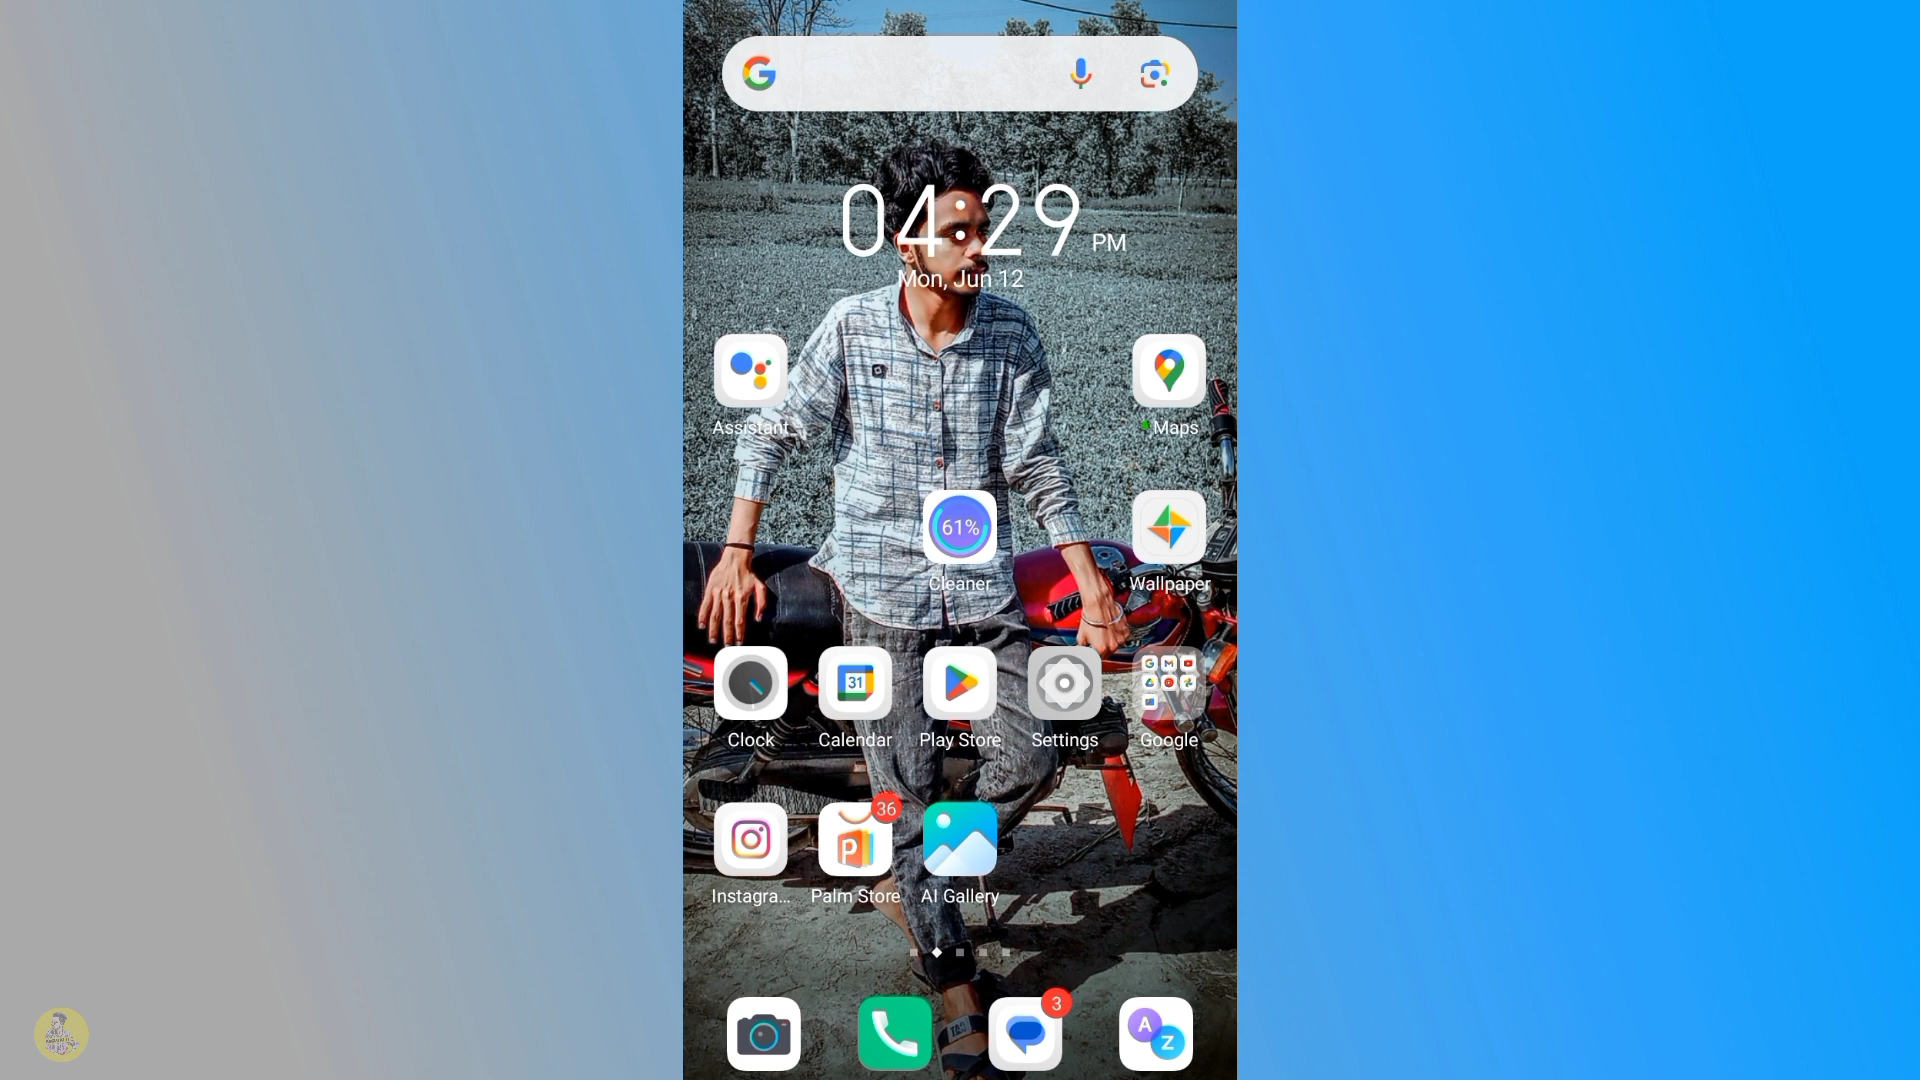 04:29 PM
Mon, Jun 12
Assistant
Maps
61%
Cleaner
Wallpaper
31
Clock
Calendar
Play Store
Settings
Google
36
Instagra...
Palm Store
AI Gallery
3
A
Z